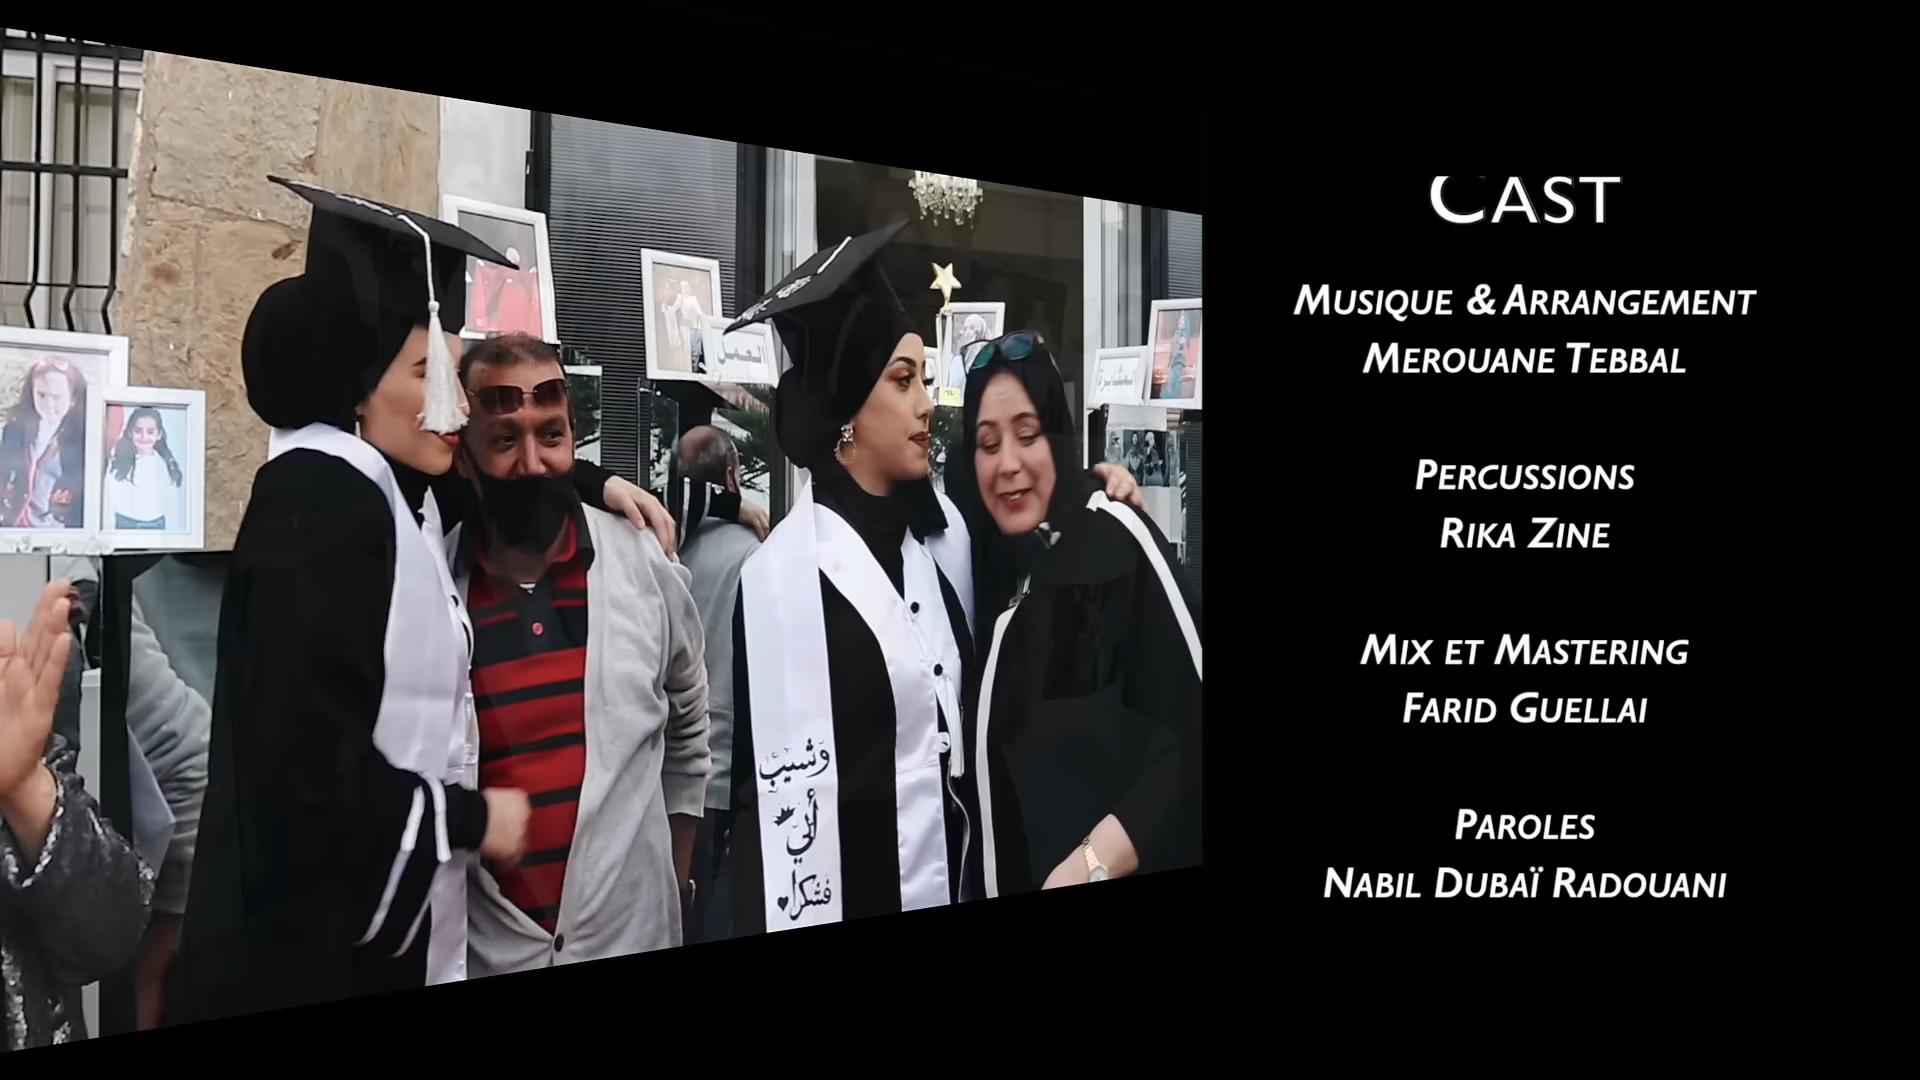 العمل
وشيب
أبي
فشكرا
CAST
MUSIQUE & ARRANGEMENT
MEROUANE TEBBAL
PERCUSSIONS
RIKA ZINE
MIX ET MASTERING
FARID GUELLAI
PAROLES
NABIL DUBAÏ RADOUANI